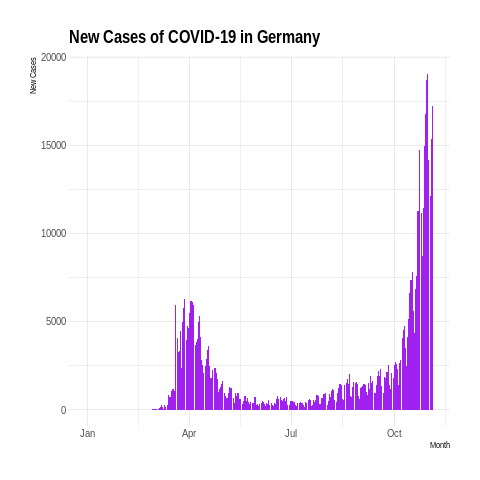 New Cases of COVID-19 in Germany
New Cases
20000
15000
10000
5000
0
Jan Apr Jul Oct
Month